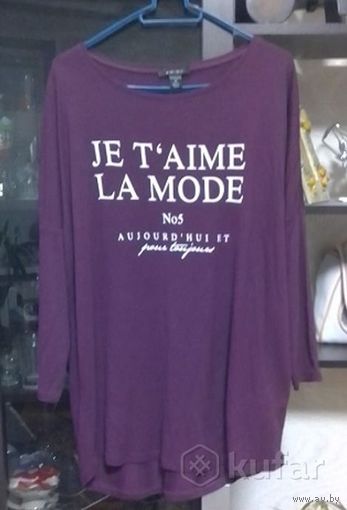 JE T'AIME
LA MODE
No5
AUJOURD'HUI ET
pour toujours
kufar
www.av.by